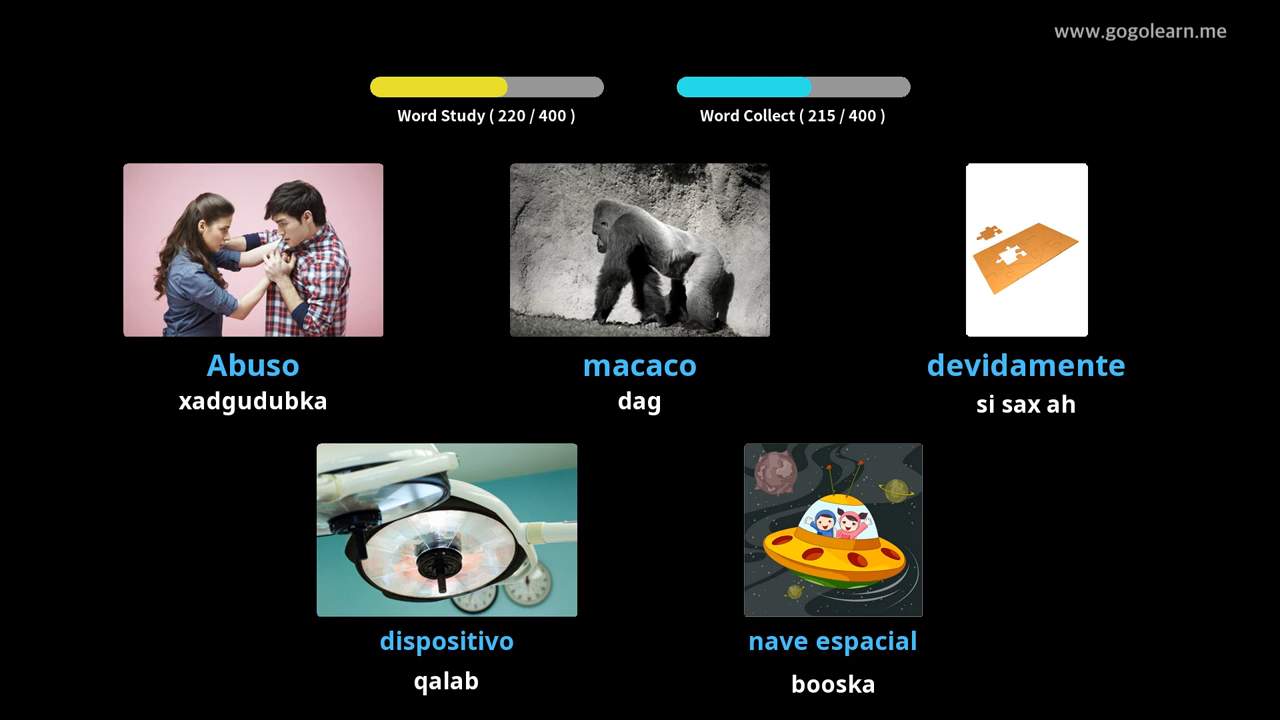 www.gogolearn.me
Word Study ( 220 / 400 )
Word Collect ( 215 / 400 )
Abuso
xadgudubka
macaco
dag
devidamente
si sax ah
dispositivo
qalab
nave espacial
booska